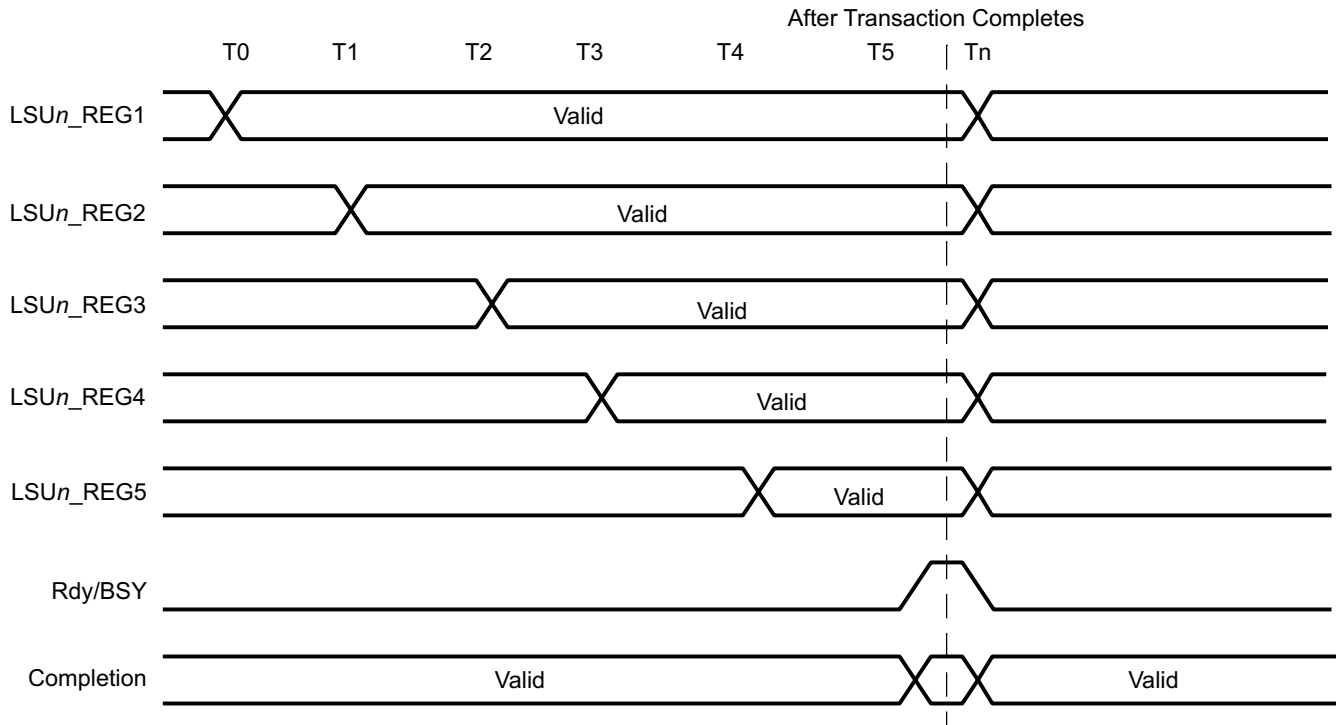 After Transaction Completes
T0 T1 T2 T3 T4 T5 Tn
LSUn_REG1 Valid
LSUn_REG2 Valid
LSUn_REG3 Valid
LSUn_REG4 Valid
LSUn_REG5 Valid
Rdy/BSY
Completion Valid Valid